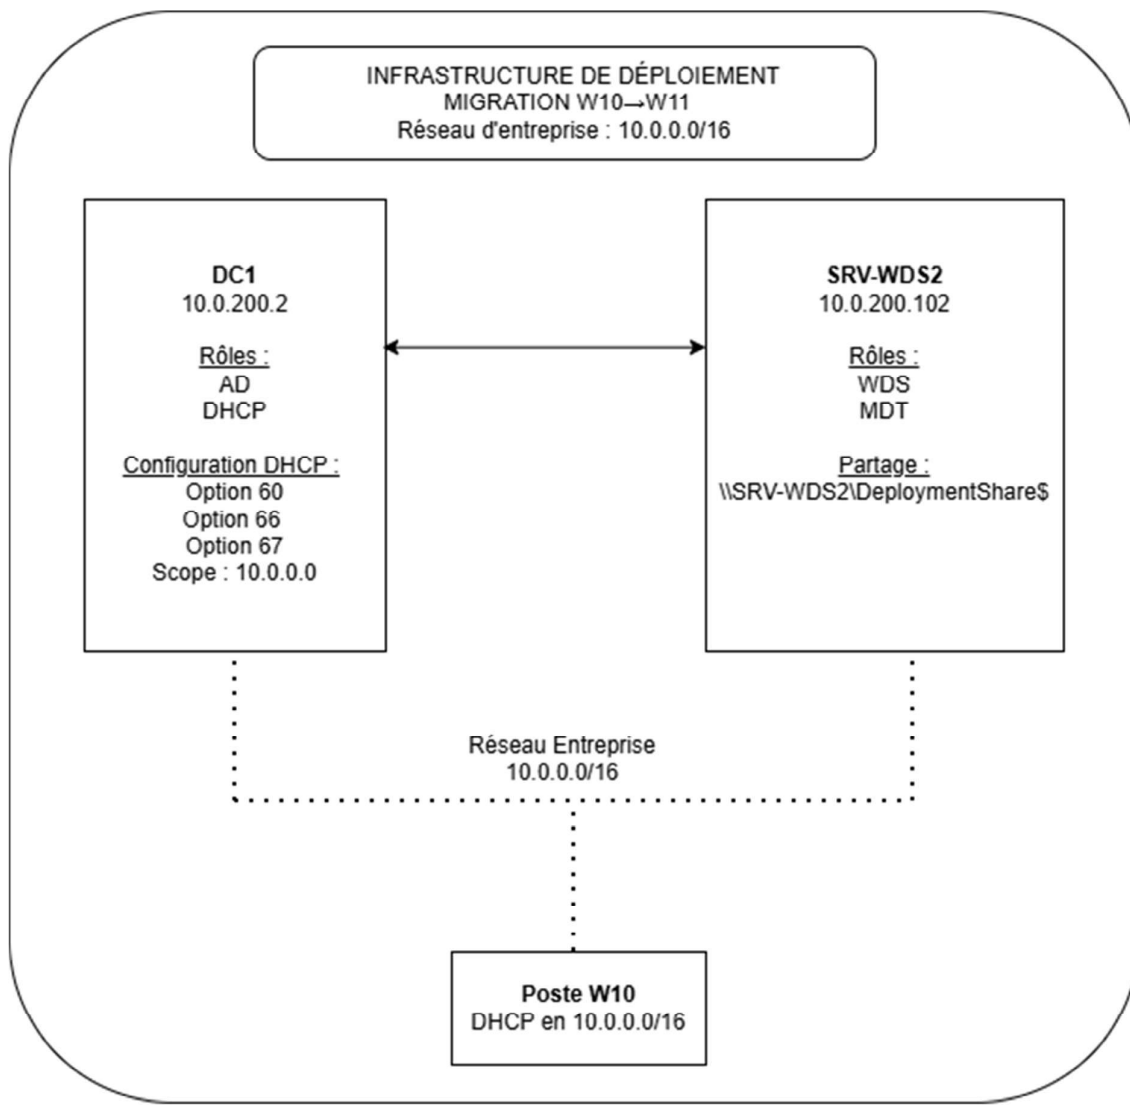 INFRASTRUCTURE DE DÉPLOIEMENT
MIGRATION W10→W11
Réseau d'entreprise : 10.0.0.0/16
DC1
10.0.200.2
Rôles :
AD
DHCP
Configuration DHCP :
Option 60
Option 66
Option 67
Scope : 10.0.0.0
SRV-WDS2
10.0.200.102
Rôles :
WDS
MDT
Partage :
\\SRV-WDS2\DeploymentShare$
Réseau Entreprise
10.0.0.0/16
Poste W10
DHCP en 10.0.0.0/16